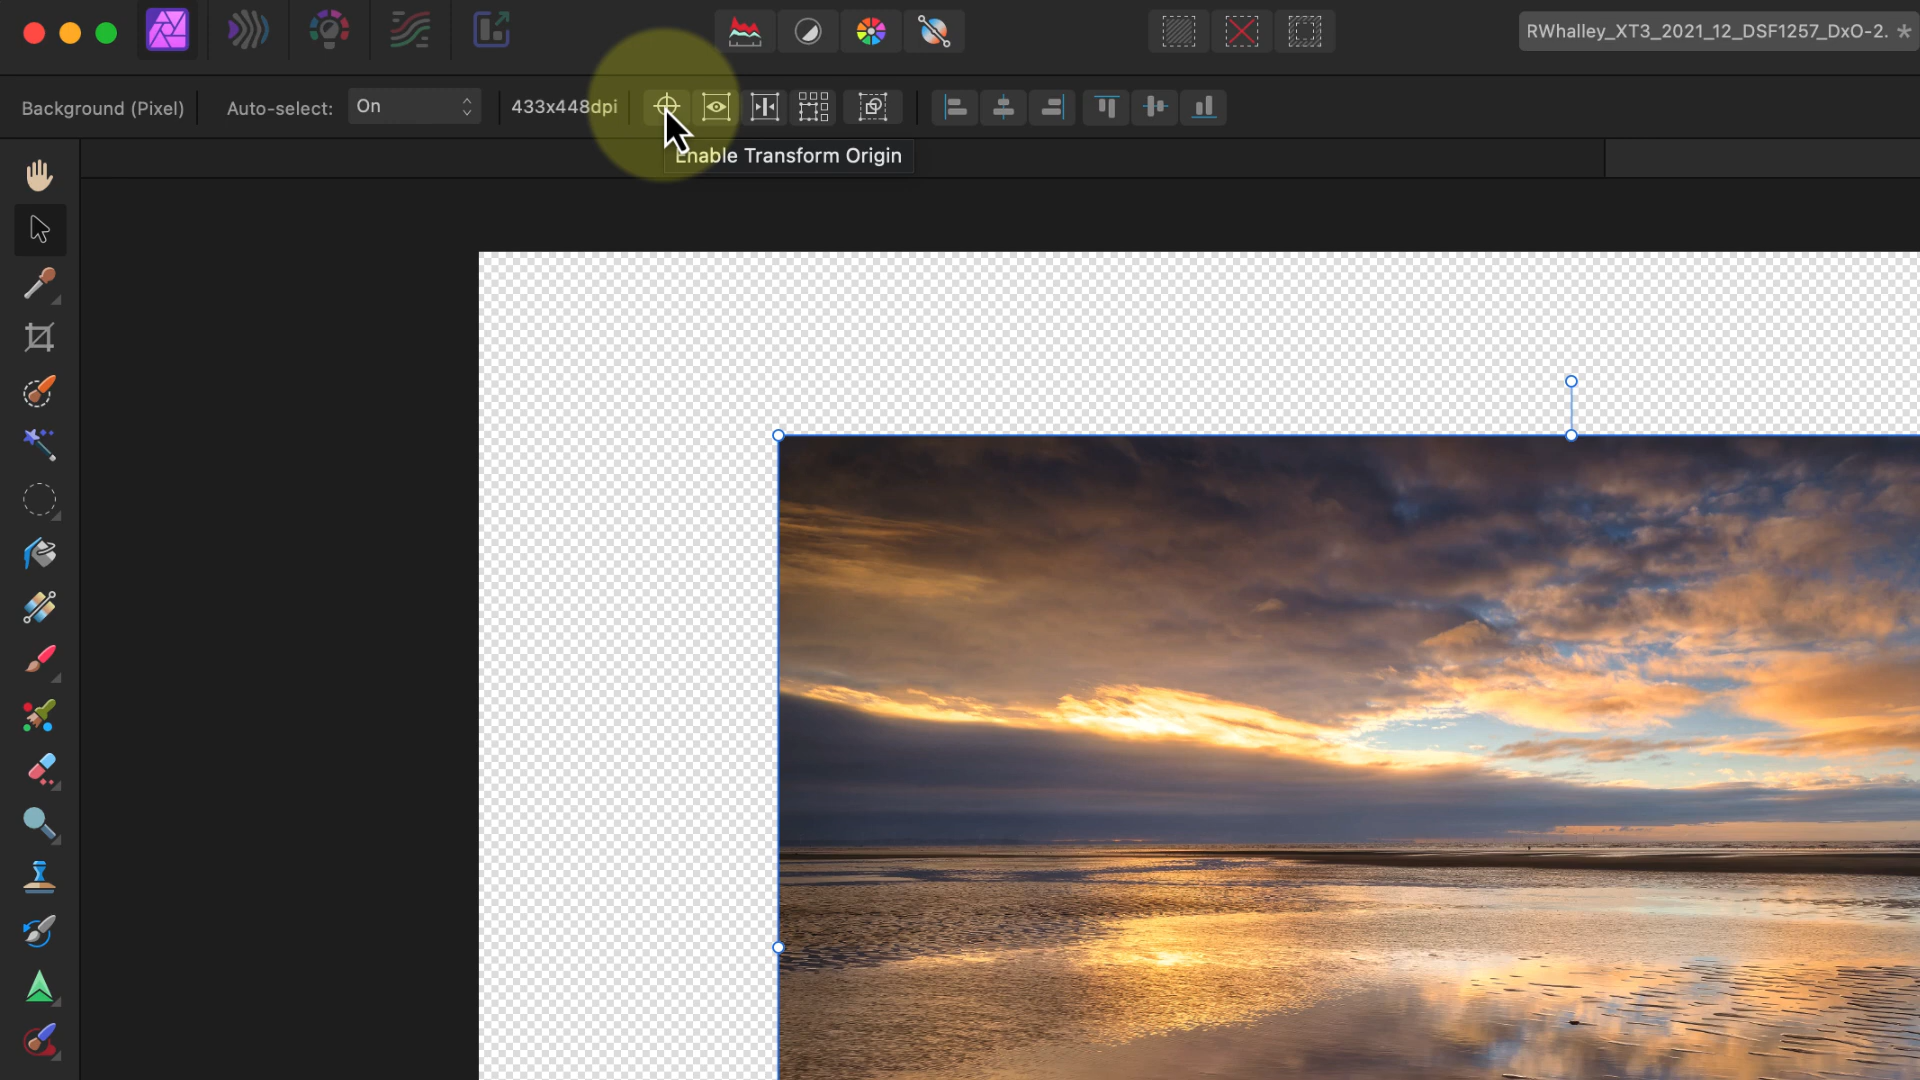 RWhalley_XT3_2021_12_DSF1257_DxO-2. *
Background (Pixel) Auto-select: On 433x448dpi
Enable Transform Origin